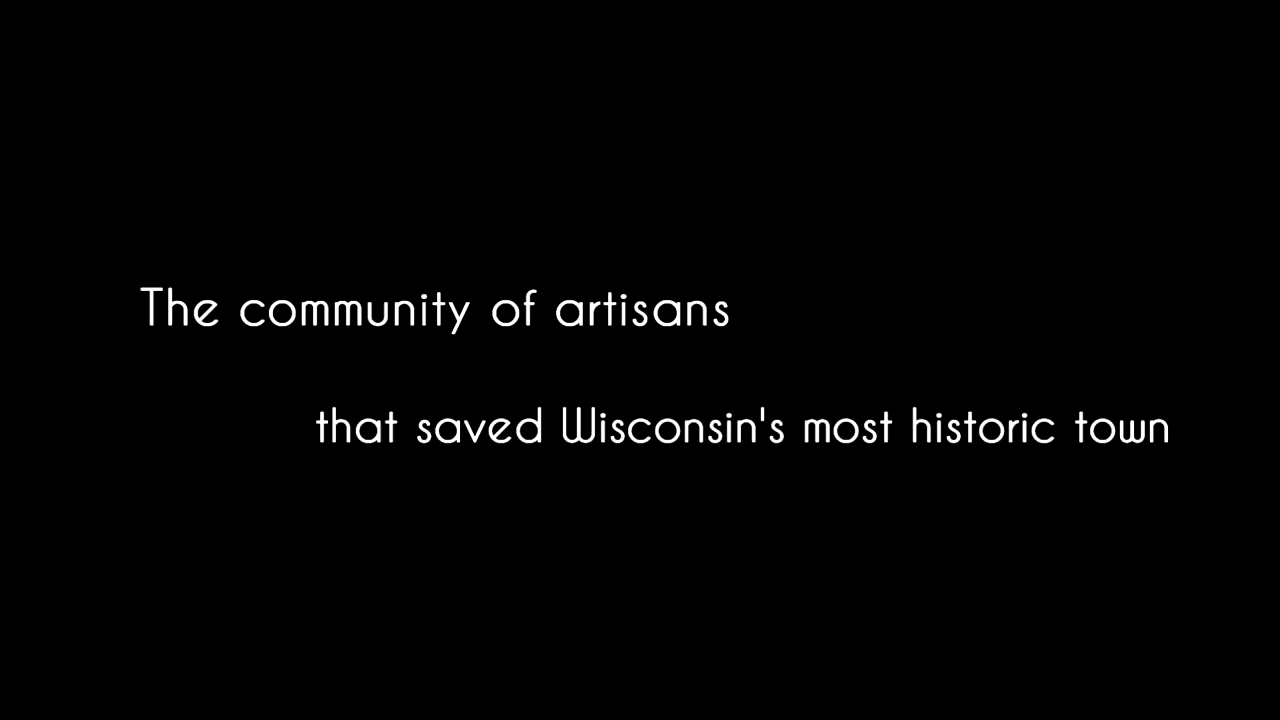 The community of artisans
that saved Wisconsin's most historic town